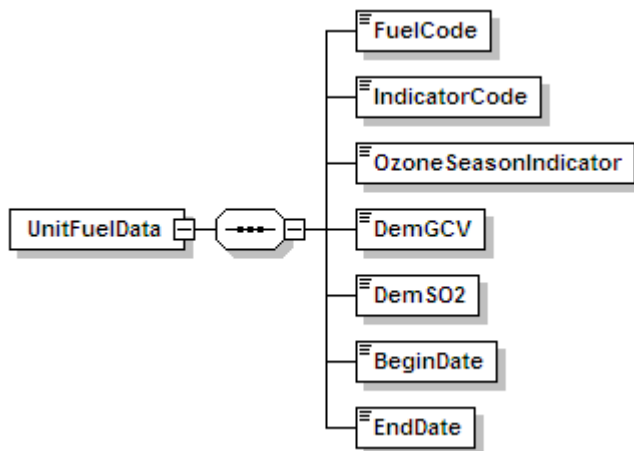 FuelCode
IndicatorCode
OzoneSeasonIndicator
UnitFuelData
DemGCV
DemSO2
BeginDate
EndDate